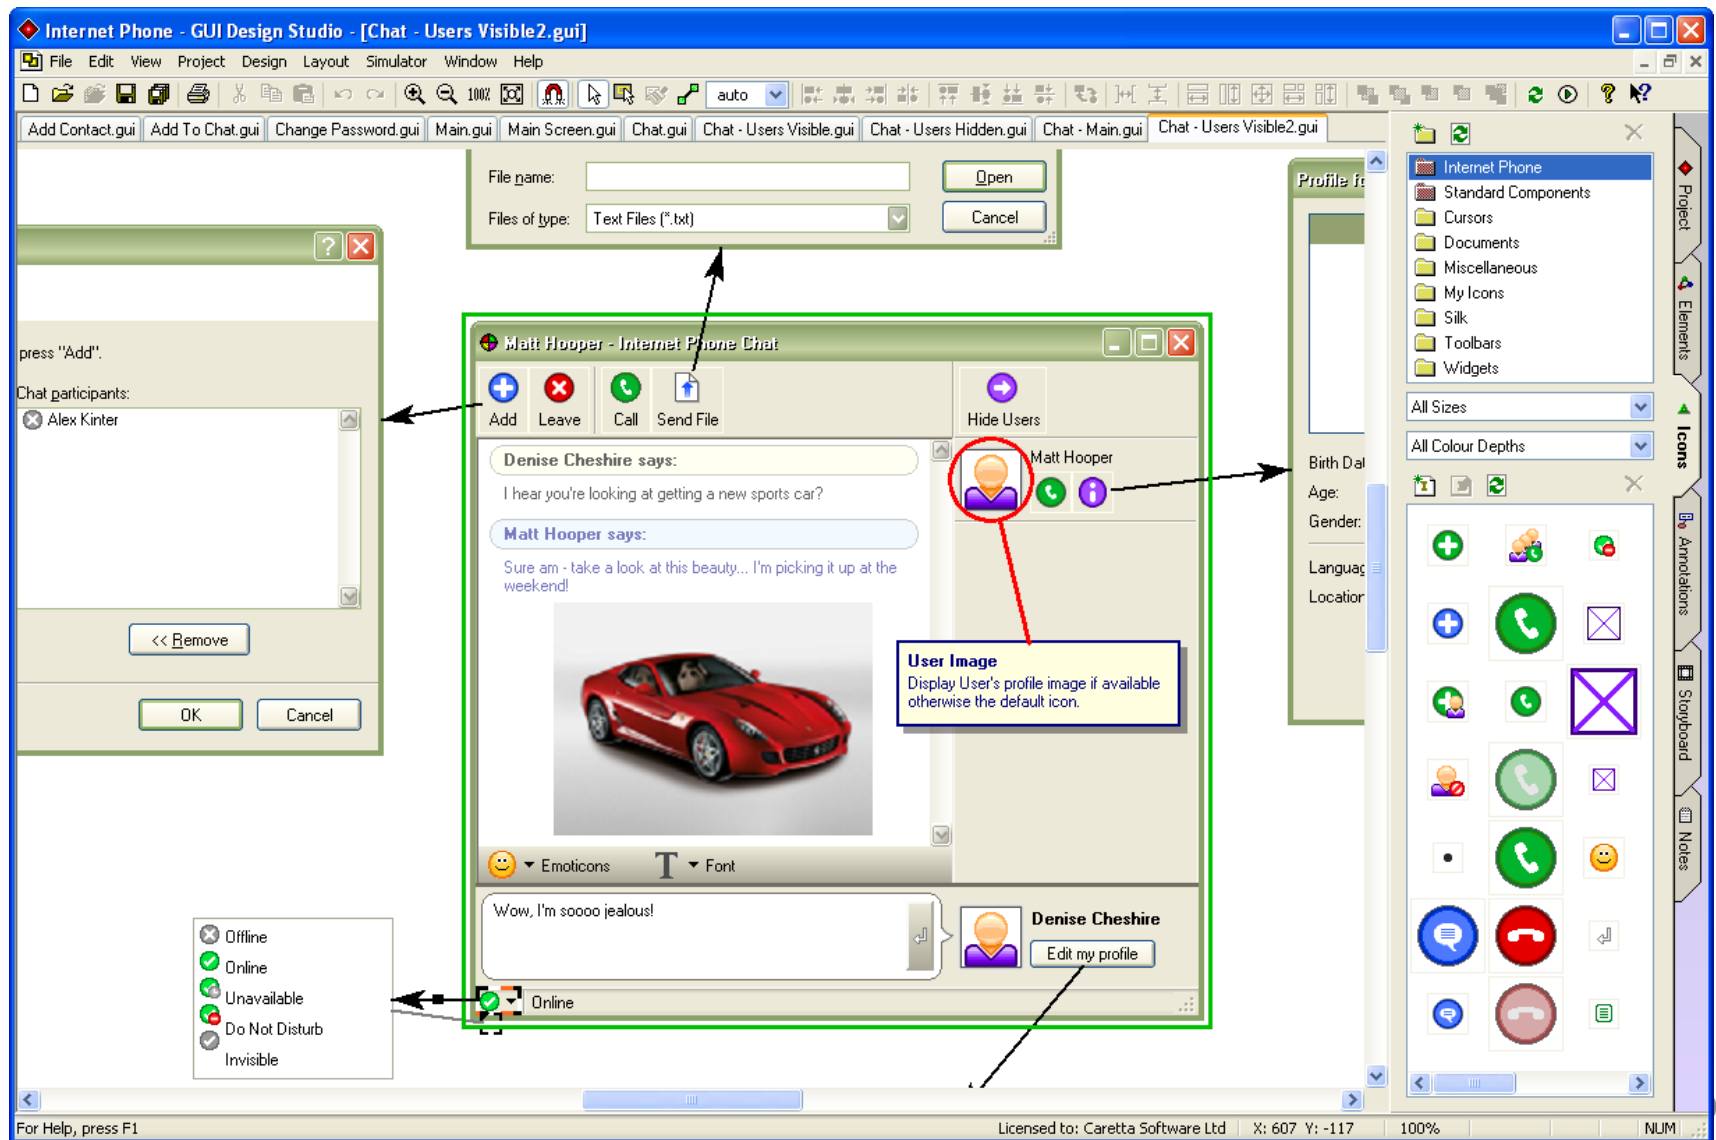 Internet Phone - GUI Design Studio - [Chat - Users Visible2.gui]
File Edit View Project Design Layout Simulator Window Help
100% auto
Add Contact.gui Add To Chat.gui Change Password.gui Main.gui Main Screen.gui Chat.gui Chat - Users Visible.gui Chat - Users Hidden.gui Chat - Main.gui Chat - Users Visible2.gui
File name: Open
Files of type: Text Files (*.txt) Cancel
press "Add".
Chat participants:
Alex Kinter
<< Remove
OK Cancel
Matt Hooper - Internet Phone Chat
Add Leave Call Send File Hide Users
Denise Cheshire says:
I hear you're looking at getting a new sports car?
Matt Hooper says:
Sure am - take a look at this beauty... I'm picking it up at the
weekend!
Matt Hooper
User Image
Display User's profile image if available
otherwise the default icon.
Emoticons T Font
Wow, I'm soooo jealous!
Denise Cheshire
Edit my profile
Online
Offline
Online
Unavailable
Do Not Disturb
Invisible
Profile fo
Birth Dat
Age:
Gender:
Languag
Location
Internet Phone
Standard Components
Cursors
Documents
Miscellaneous
My Icons
Silk
Toolbars
Widgets
All Sizes
All Colour Depths
Project
Elements
Icons
Annotations
Storyboard
Notes
For Help, press F1 Licensed to: Caretta Software Ltd X: 607 Y: -117 100% NUM